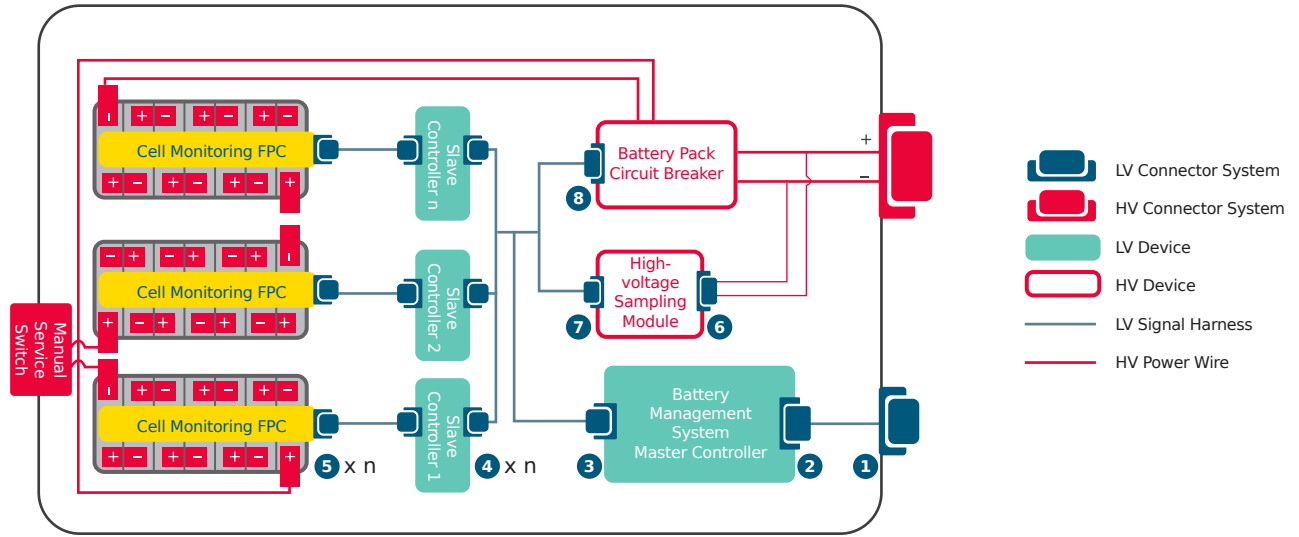 − + − + − + −
Cell Monitoring FPC
+ − + − + − +
Slave
Controller n
Battery Pack
Circuit Breaker
8
+
−
− + − + − + −
Cell Monitoring FPC
+ − + − + − +
Slave
Controller 2
High-
voltage
Sampling
Module
7
6
Manual
Service
Switch
− + − + − + −
Cell Monitoring FPC
+ − + − + − +
5 x n
Slave
Controller 1
4 x n
Battery
Management
System
Master Controller
3
2
1
LV Connector System
HV Connector System
LV Device
HV Device
LV Signal Harness
HV Power Wire